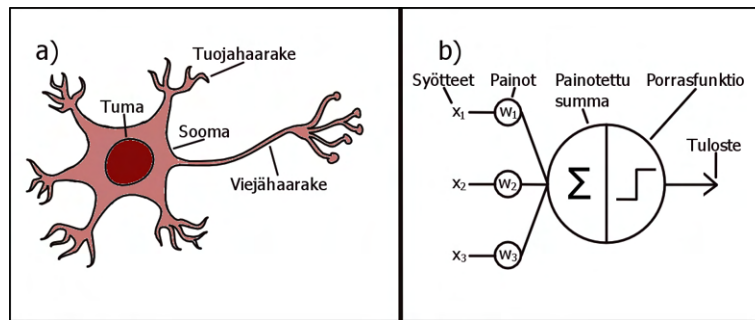 a)
Tuojahaarake
Tuma
Sooma
Viejähaarake
b)
Syötteet
Painot
Painotettu
summa
Porrasfunktio
x1
w1
x2
w2
x3
w3
Σ
Tuloste